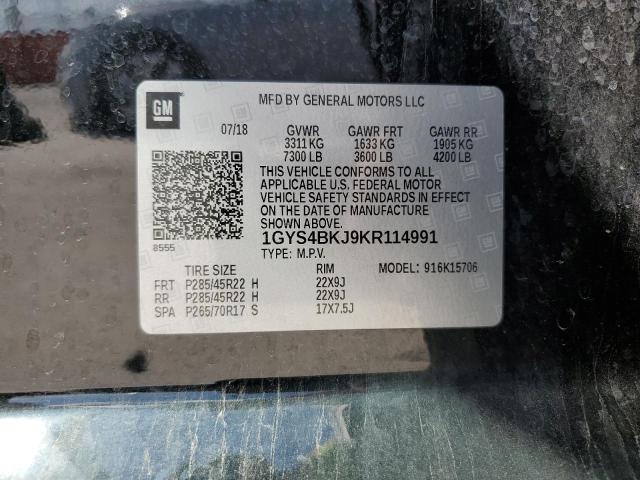 GM
MFD BY GENERAL MOTORS LLC
07/18 GVWR GAWR FRT GAWR RR
3311 KG 1633 KG 1905 KG
7300 LB 3600 LB 4200 LB
THIS VEHICLE CONFORMS TO ALL
APPLICABLE U.S. FEDERAL MOTOR
VEHICLE SAFETY STANDARDS IN EFFECT
ON THE DATE OF MANUFACTURE
SHOWN ABOVE.
8555
1GYS4BKJ9KR114991
TYPE: M.P.V. MODEL: 916K15706
TIRE SIZE RIM
FRT P285/45R22 H 22X9J
RR P285/45R22 H 22X9J
SPA P265/70R17 S 17X7.5J